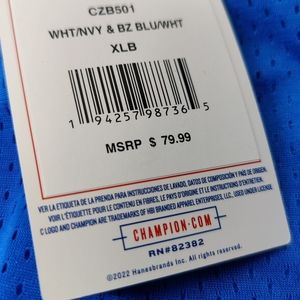 CZB501
WHT/NVY & BZ BLU/WHT
XLB
1 94257 98736 5
MSRP $ 79.99
VER LA ETIQUETA DE LA PRENDA PARA INSTRUCCIONES DE LAVADO, DATOS DE COMPOSICIÓN Y PAÍS DE ORIGEN.
VOIR L'ÉTIQUETTE POUR LE CONTENU EN FIBRES, LE PAYS D'ORIGINE ET LES INSTRUCTIONS D'ENTRETIEN.
C LOGO AND CHAMPION ARE TRADEMARKS OF HBI BRANDED APPAREL ENTERPRISES, LLC. USED UNDER LICENSE
CHAMPION.COM
RN#82382
©2022 Hanesbrands Inc. All rights reserved.